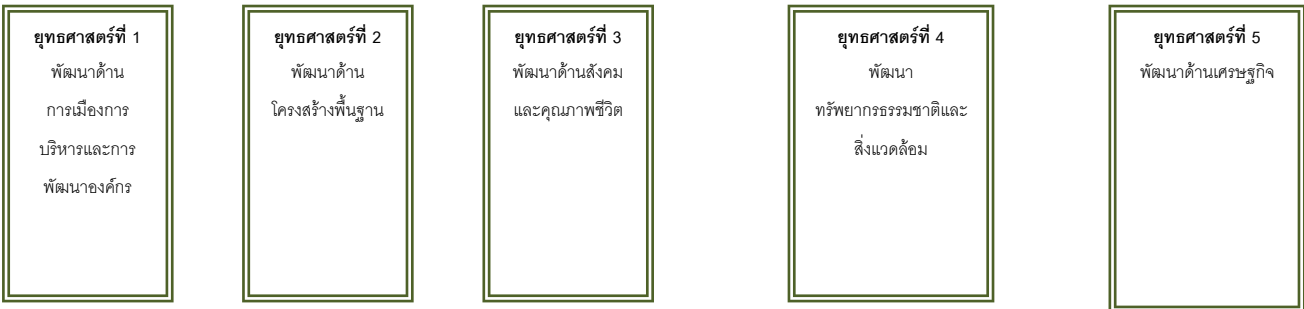 ยุทธศาสตร์ที่ 1
พัฒนาด้าน
การเมืองการ
บริหารและการ
พัฒนาองค์กร
ยุทธศาสตร์ที่ 2
พัฒนาด้าน
โครงสร้างพื้นฐาน
ยุทธศาสตร์ที่ 3
พัฒนาด้านสังคม
และคุณภาพชีวิต
ยุทธศาสตร์ที่ 4
พัฒนา
ทรัพยากรธรรมชาติและ
สิ่งแวดล้อม
ยุทธศาสตร์ที่ 5
พัฒนาด้านเศรษฐกิจ